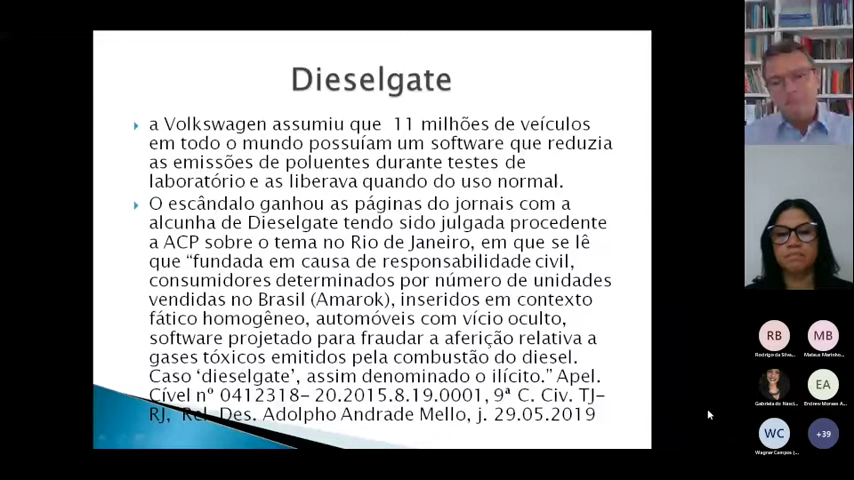 Dieselgate
a Volkswagen assumiu que 11 milhões de veículos
em todo o mundo possuíam um software que reduzia
as emissões de poluentes durante testes de
laboratório e as liberava quando do uso normal.
O escândalo ganhou as páginas do jornais com a
alcunha de Dieselgate tendo sido julgada procedente
a ACP sobre o tema no Rio de Janeiro, em que se lê
que “fundada em causa de responsabilidade civil,
consumidores determinados por número de unidades
vendidas no Brasil (Amarok), inseridos em contexto
fático homogêneo, automóveis com vício oculto,
software projetado para fraudar a aferição relativa a
gases tóxicos emitidos pela combustão do diesel.
Caso ‘dieselgate’, assim denominado o ilícito.” Apel.
Cível nº 0412318- 20.2015.8.19.0001, 9ª C. Civ. TJ-
RJ, Rel. Des. Adolpho Andrade Mello, j. 29.05.2019
RB
MB
Rodrigo da Silva...
Mateus Marinho...
EA
Gabriela do Nasci...
Endrew Moraes A...
WC
+39
Wagner Campos (...